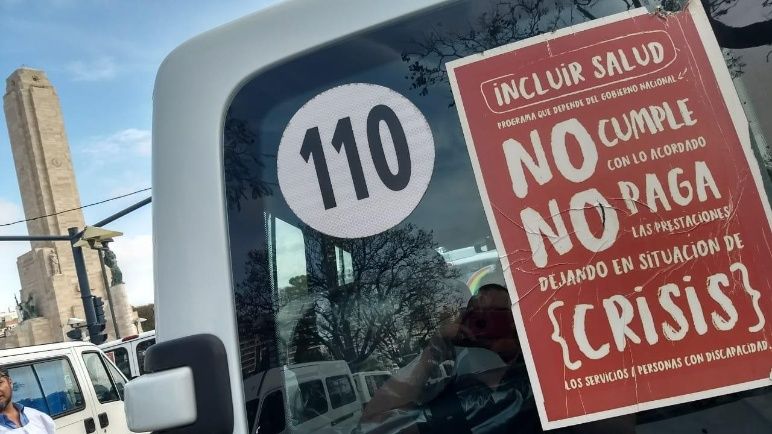 110
INCLUIR SALUD
PROGRAMA QUE DEPENDE DEL GOBIERNO NACIONAL
NO CUMPLE
CON LO ACORDADO
NO PAGA
LAS PRESTACIONES
DEJANDO EN SITUACIÓN DE
{CRISIS}
LOS SERVICIOS A PERSONAS CON DISCAPACIDAD.